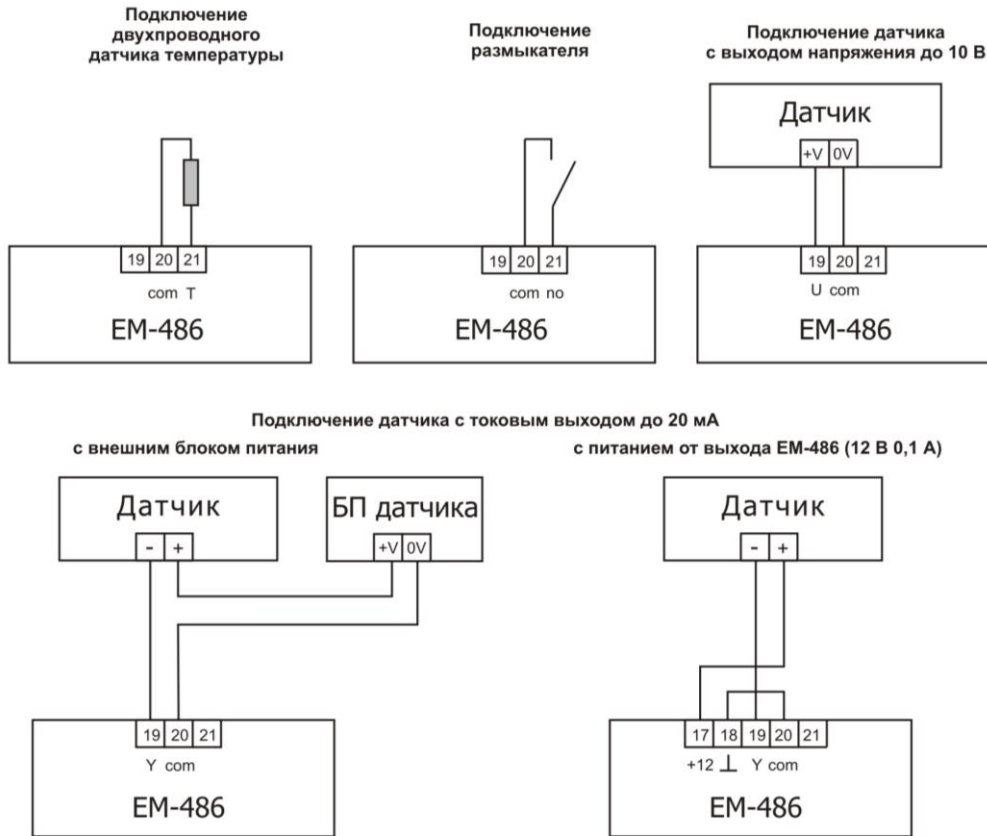 Подключение
двухпроводного
датчика температуры
19 20 21
com T
EM-486
Подключение
размыкателя
19 20 21
com no
EM-486
Подключение датчика
с выходом напряжения до 10 В
Датчик
+V 0V
19 20 21
U com
EM-486
Подключение датчика с токовым выходом до 20 мА
с внешним блоком питания
Датчик
- +
БП датчика
+V 0V
19 20 21
Y com
EM-486
с питанием от выхода ЕМ-486 (12 В 0,1 А)
Датчик
- +
17 18 19 20 21
+12 ⊥ Y com
EM-486